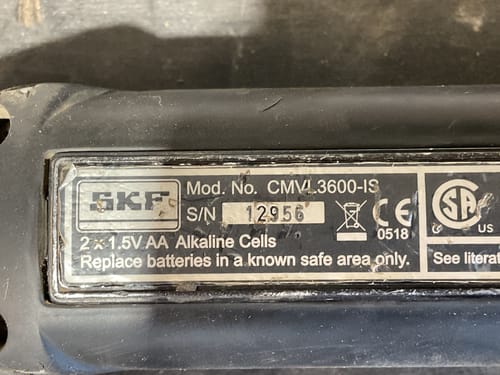 SKF
Mod. No. CMVL3600-IS
S/N 12956
CE
0518
2 x 1.5V AA Alkaline Cells
Replace batteries in a known safe area only.
SA
C US
See literat